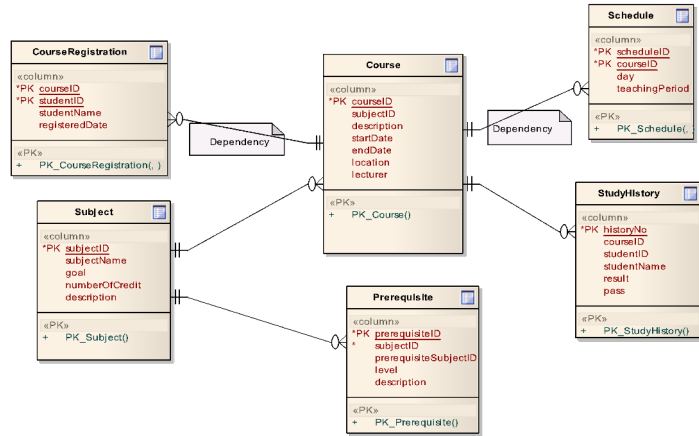 CourseRegistration
«column»
*PK courseID
*PK studentID
studentName
registeredDate
«PK»
+ PK_CourseRegistration(, )
Dependency
Course
«column»
*PK courseID
subjectID
description
startDate
endDate
location
lecturer
«PK»
+ PK_Course()
Dependency
Schedule
«column»
*PK scheduleID
*PK courseID
day
teachingPeriod
«PK»
+ PK_Schedule(,
Subject
«column»
*PK subjectID
subjectName
goal
numberOfCredit
description
«PK»
+ PK_Subject()
StudyHistory
«column»
*PK historyNo
courseID
studentID
studentName
result
pass
«PK»
+ PK_StudyHistory()
Prerequisite
«column»
*PK prerequisiteID
* subjectID
prerequisiteSubjectID
level
description
«PK»
+ PK_Prerequisite()